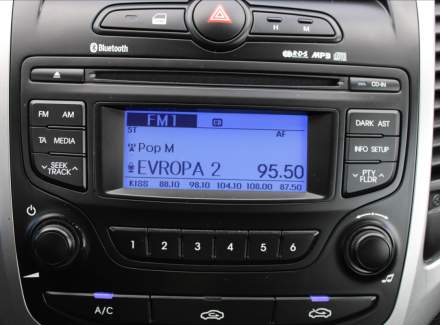 H M
Bluetooth
R·D·S MP3
CD-IN
FM AM
TA MEDIA
SEEK
TRACK
FM1
ST AF
Pop M
EVROPA 2 95.50
KISS 88.10 98.10 104.10 108.00 87.50
DARK AST
INFO SETUP
PTY
FLDR
1 2 3 4 5 6
A/C